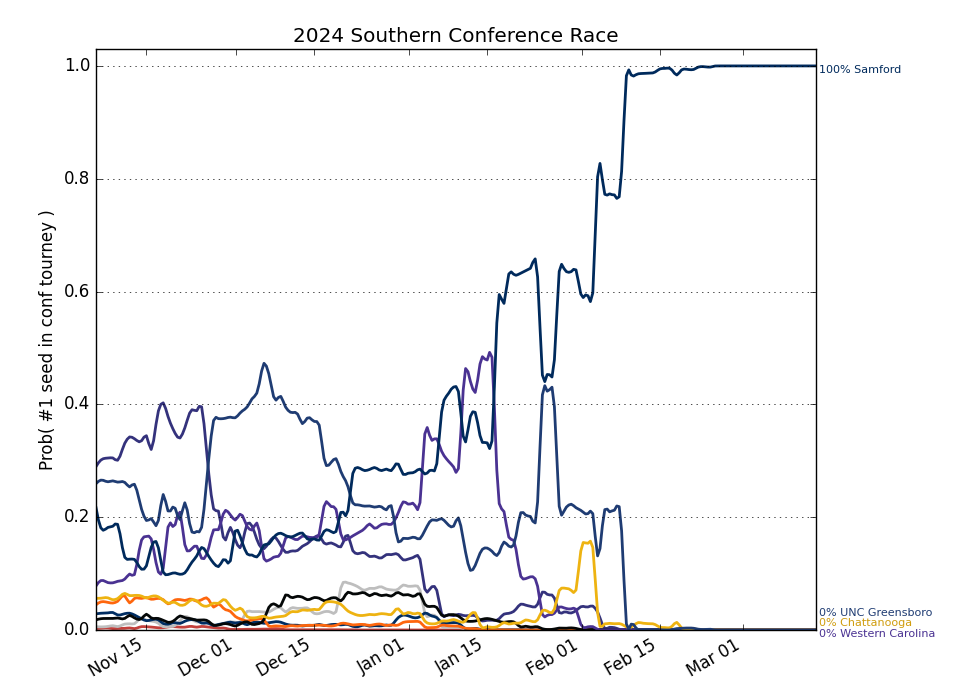 2024 Southern Conference Race
Prob( #1 seed in conf tourney )
1.0
0.8
0.6
0.4
0.2
0.0
Nov 15
Dec 01
Dec 15
Jan 01
Jan 15
Feb 01
Feb 15
Mar 01
100% Samford
0% UNC Greensboro
0% Chattanooga
0% Western Carolina